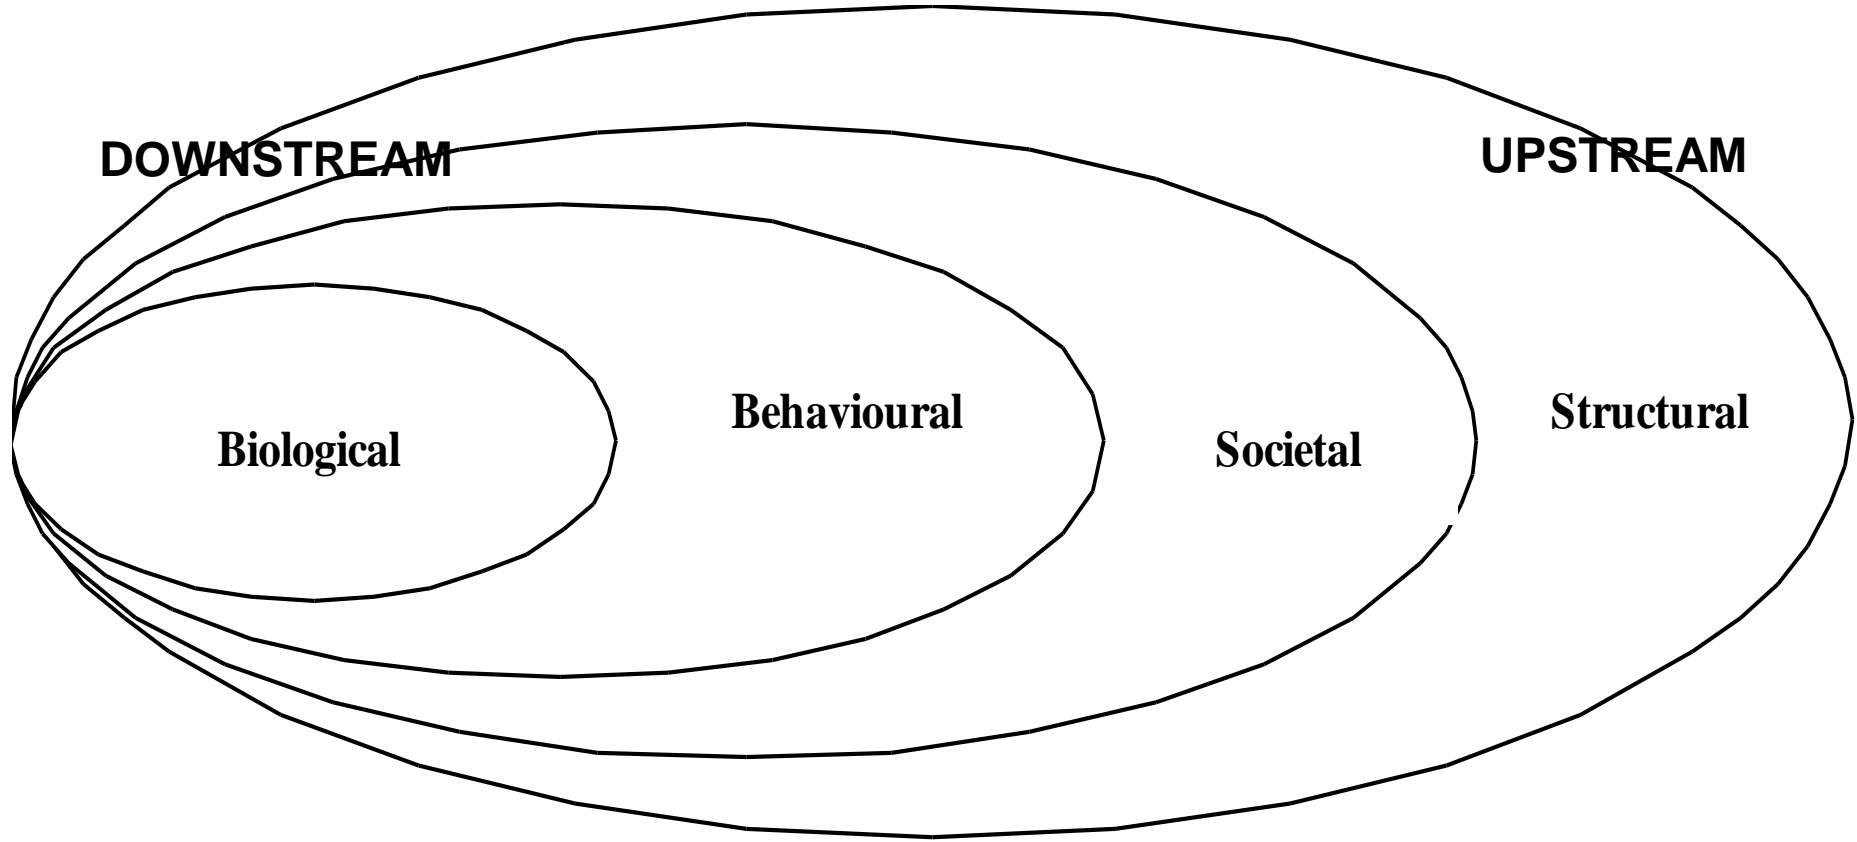 DOWNSTREAM
UPSTREAM
Biological
Behavioural
Societal
Structural